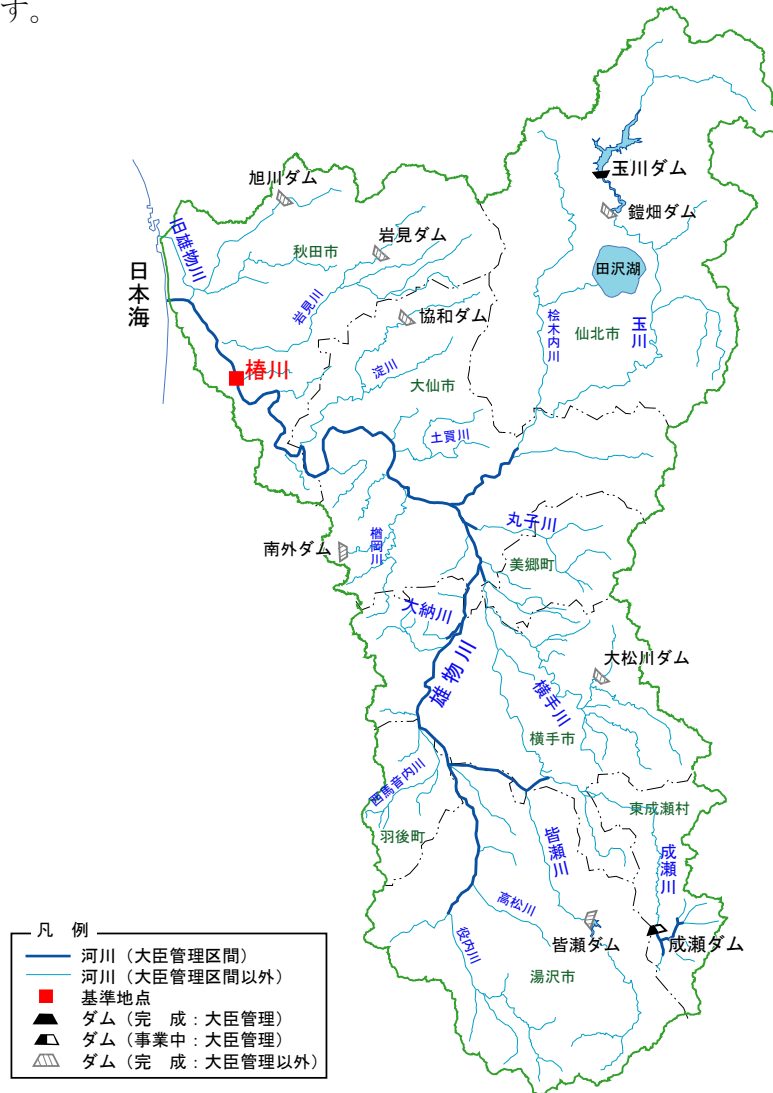 す。
玉川ダム
旭川ダム
鎧畑ダム
旧雄物川
岩見ダム
秋田市
田沢湖
日本海
岩見川
協和ダム
桧木内川
玉川
仙北市
椿川
淀川
大仙市
土買川
丸子川
南外ダム
楢岡川
美郷町
大納川
雄物川
大松川ダム
横手川
横手市
西馬音内川
東成瀬村
羽後町
皆瀬川
成瀬川
高松川
役内川
皆瀬ダム
成瀬ダム
湯沢市
凡 例
河川（大臣管理区間）
河川（大臣管理区間以外）
基準地点
ダム（完 成：大臣管理）
ダム（事業中：大臣管理）
ダム（完 成：大臣管理以外）